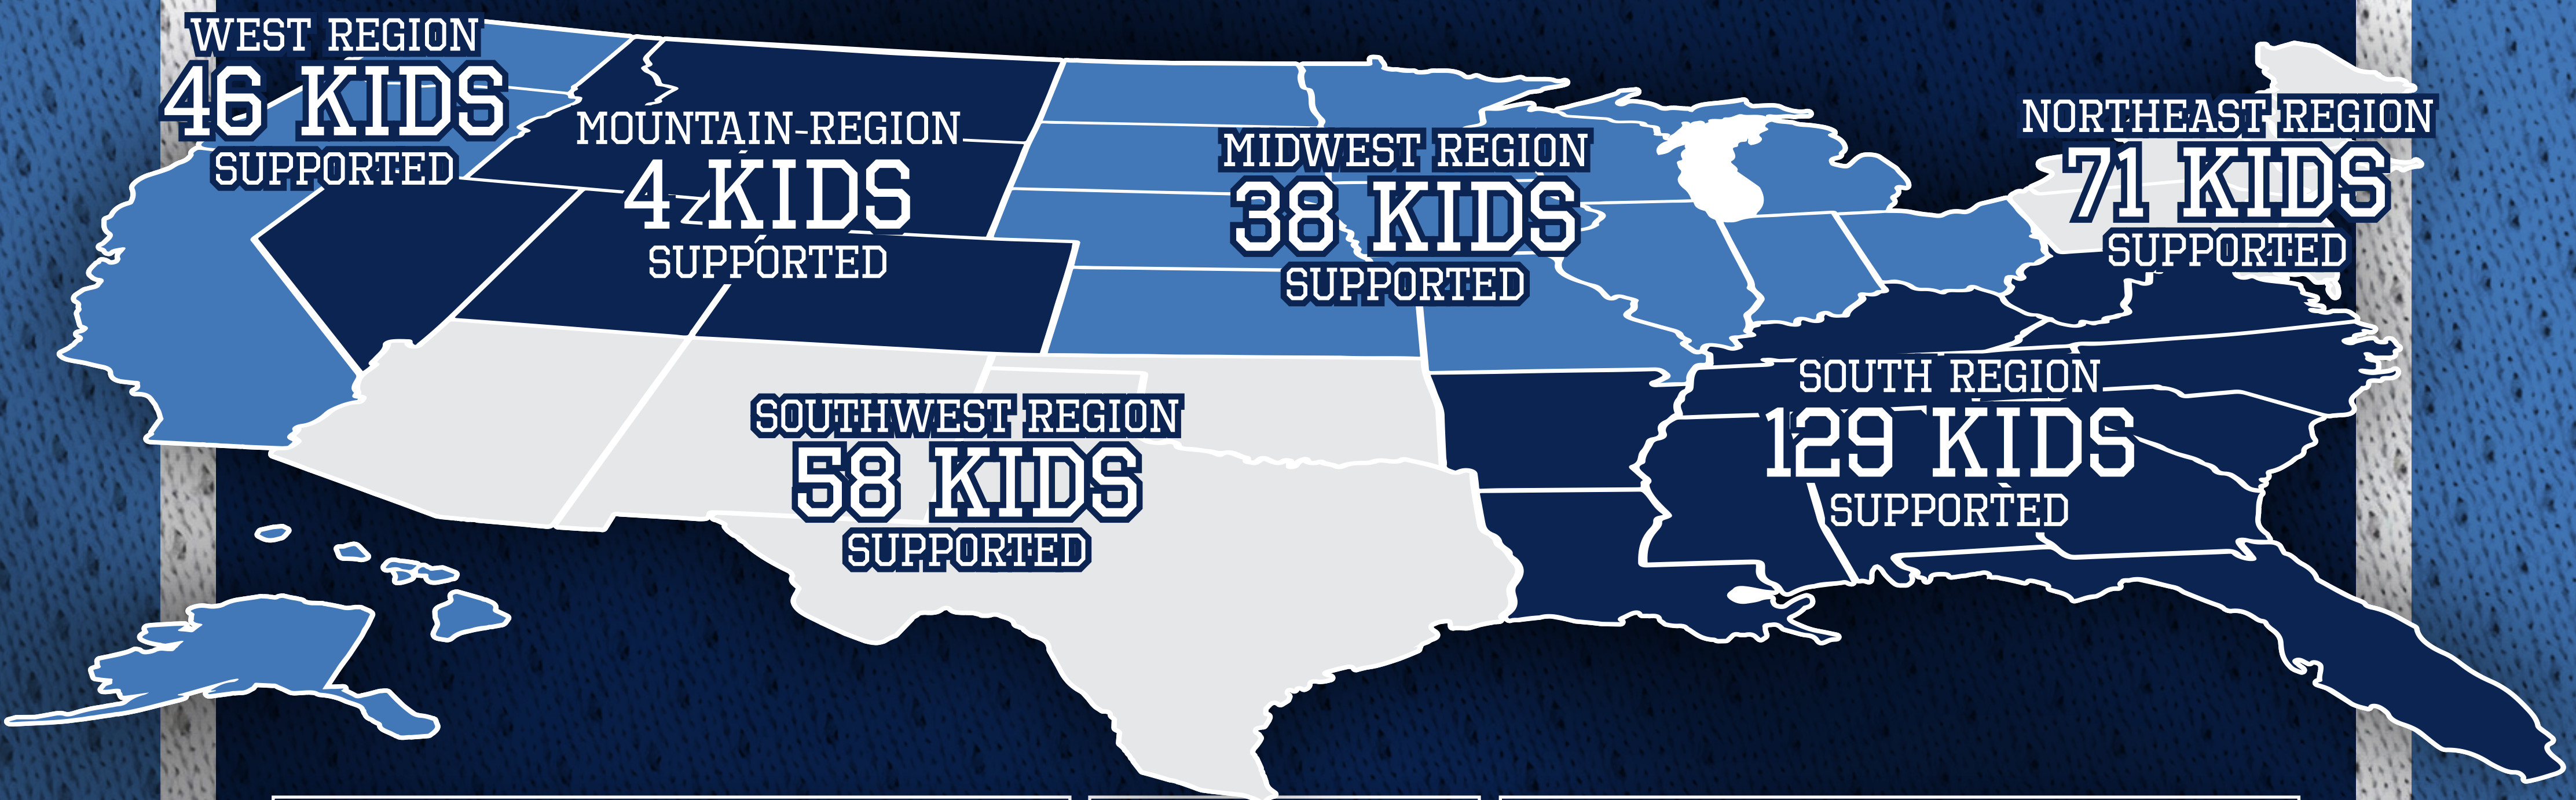 WEST REGION
46 KIDS
SUPPORTED
MOUNTAIN-REGION
4 KIDS
SUPPORTED
MIDWEST REGION
38 KIDS
SUPPORTED
NORTHEAST REGION
71 KIDS
SUPPORTED
SOUTHWEST REGION
58 KIDS
SUPPORTED
SOUTH REGION
129 KIDS
SUPPORTED